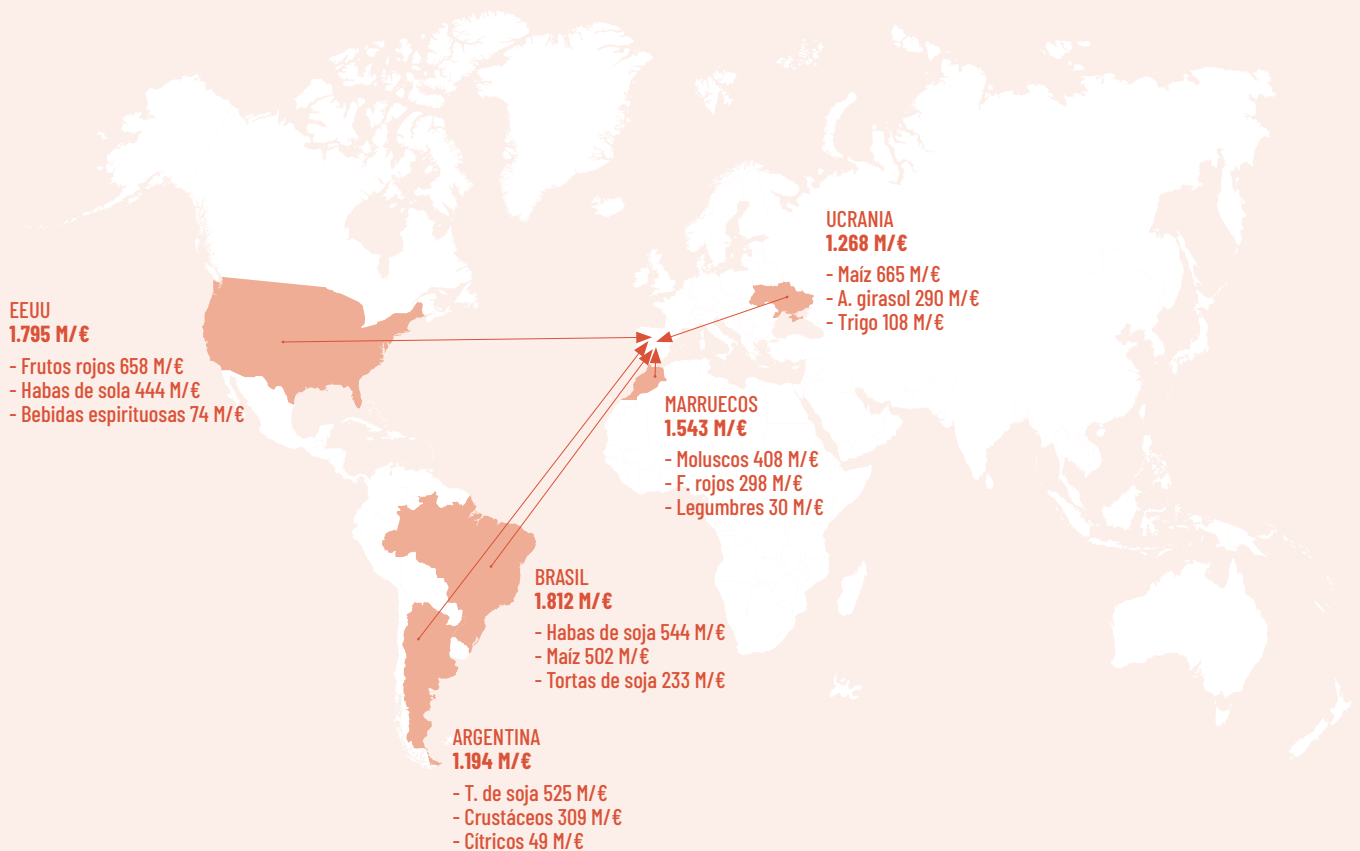 UCRANIA
1.268 M/€
- Maíz 665 M/€
- A. girasol 290 M/€
- Trigo 108 M/€
EEUU
1.795 M/€
- Frutos rojos 658 M/€
- Habas de sola 444 M/€
- Bebidas espirituosas 74 M/€
MARRUECOS
1.543 M/€
- Moluscos 408 M/€
- F. rojos 298 M/€
- Legumbres 30 M/€
BRASIL
1.812 M/€
- Habas de soja 544 M/€
- Maíz 502 M/€
- Tortas de soja 233 M/€
ARGENTINA
1.194 M/€
- T. de soja 525 M/€
- Crustáceos 309 M/€
- Cítricos 49 M/€